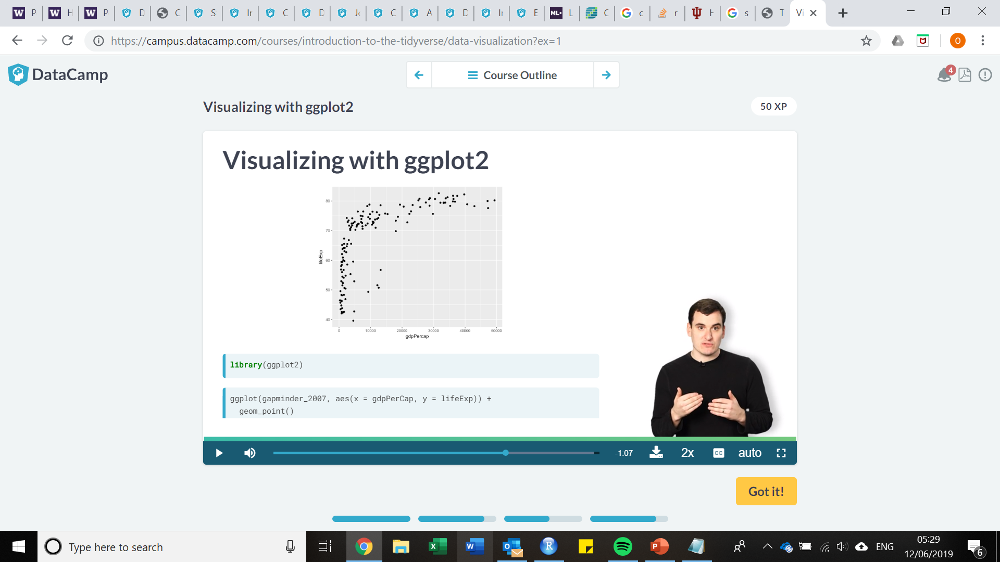 P H P D C S Ir C D Jc C A D Ir E ML+ L C c r H s T Vi
https://campus.datacamp.com/courses/introduction-to-the-tidyverse/data-visualization?ex=1
O
DataCamp
Course Outline
4
Visualizing with ggplot2
50 XP
Visualizing with ggplot2
80
70
60
50
40
lifeExp
0 10000 20000 30000 40000 50000
gdpPercap
library(ggplot2)
ggplot(gapminder_2007, aes(x = gdpPerCap, y = lifeExp)) +
geom_point()
-1:07
2x
CC
auto
Got it!
Type here to search
ENG
05:29
12/06/2019
6